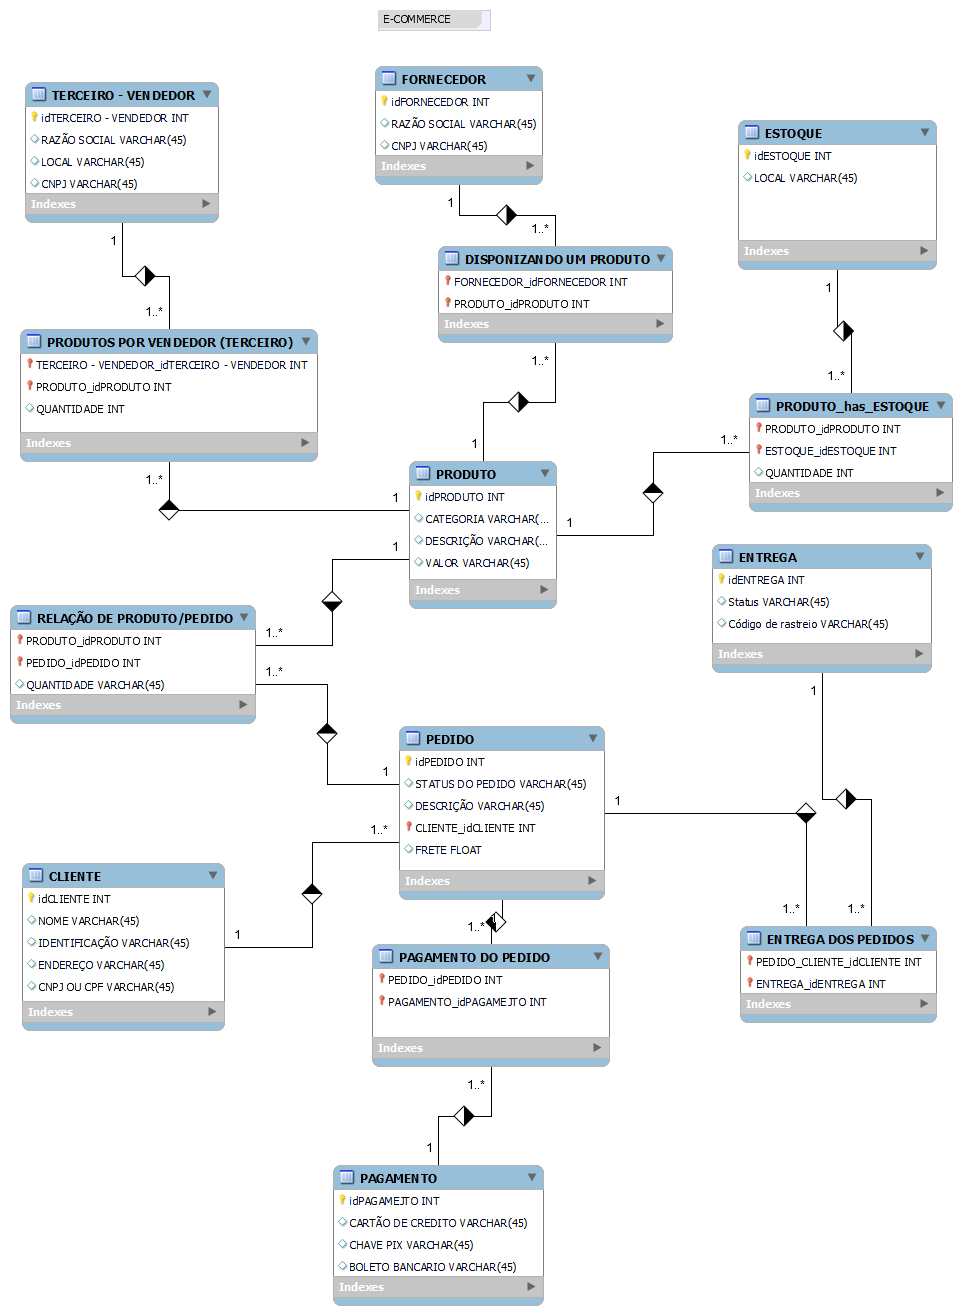 E-COMMERCE
TERCEIRO - VENDEDOR
idTERCEIRO - VENDEDOR INT
RAZÃO SOCIAL VARCHAR(45)
LOCAL VARCHAR(45)
CNPJ VARCHAR(45)
Indexes
1
1..*
FORNECEDOR
idFORNECEDOR INT
RAZÃO SOCIAL VARCHAR(45)
CNPJ VARCHAR(45)
Indexes
1
1..*
ESTOQUE
idESTOQUE INT
LOCAL VARCHAR(45)
Indexes
1
1..*
DISPONIZANDO UM PRODUTO
FORNECEDOR_idFORNECEDOR INT
PRODUTO_idPRODUTO INT
Indexes
1..*
1
PRODUTOS POR VENDEDOR (TERCEIRO)
TERCEIRO - VENDEDOR_idTERCEIRO - VENDEDOR INT
PRODUTO_idPRODUTO INT
QUANTIDADE INT
Indexes
1..*
1
PRODUTO_has_ESTOQUE
PRODUTO_idPRODUTO INT
ESTOQUE_idESTOQUE INT
QUANTIDADE INT
Indexes
1..*
1
PRODUTO
idPRODUTO INT
CATEGORIA VARCHAR(...
DESCRIÇÃO VARCHAR(...
VALOR VARCHAR(45)
Indexes
1
1..*
ENTREGA
idENTREGA INT
Status VARCHAR(45)
Código de rastreio VARCHAR(45)
Indexes
1
1..*
RELAÇÃO DE PRODUTO/PEDIDO
PRODUTO_idPRODUTO INT
PEDIDO_idPEDIDO INT
QUANTIDADE VARCHAR(45)
Indexes
1..*
1
PEDIDO
idPEDIDO INT
STATUS DO PEDIDO VARCHAR(45)
DESCRIÇÃO VARCHAR(45)
CLIENTE_idCLIENTE INT
FRETE FLOAT
Indexes
1
1..*
1..*
1
CLIENTE
idCLIENTE INT
NOME VARCHAR(45)
IDENTIFICAÇÃO VARCHAR(45)
ENDEREÇO VARCHAR(45)
CNPJ OU CPF VARCHAR(45)
Indexes
1
1..*
PAGAMENTO DO PEDIDO
PEDIDO_idPEDIDO INT
PAGAMENTO_idPAGAMEJTO INT
Indexes
1..*
1
ENTREGA DOS PEDIDOS
PEDIDO_CLIENTE_idCLIENTE INT
ENTREGA_idENTREGA INT
Indexes
PAGAMENTO
idPAGAMEJTO INT
CARTÃO DE CREDITO VARCHAR(45)
CHAVE PIX VARCHAR(45)
BOLETO BANCARIO VARCHAR(45)
Indexes